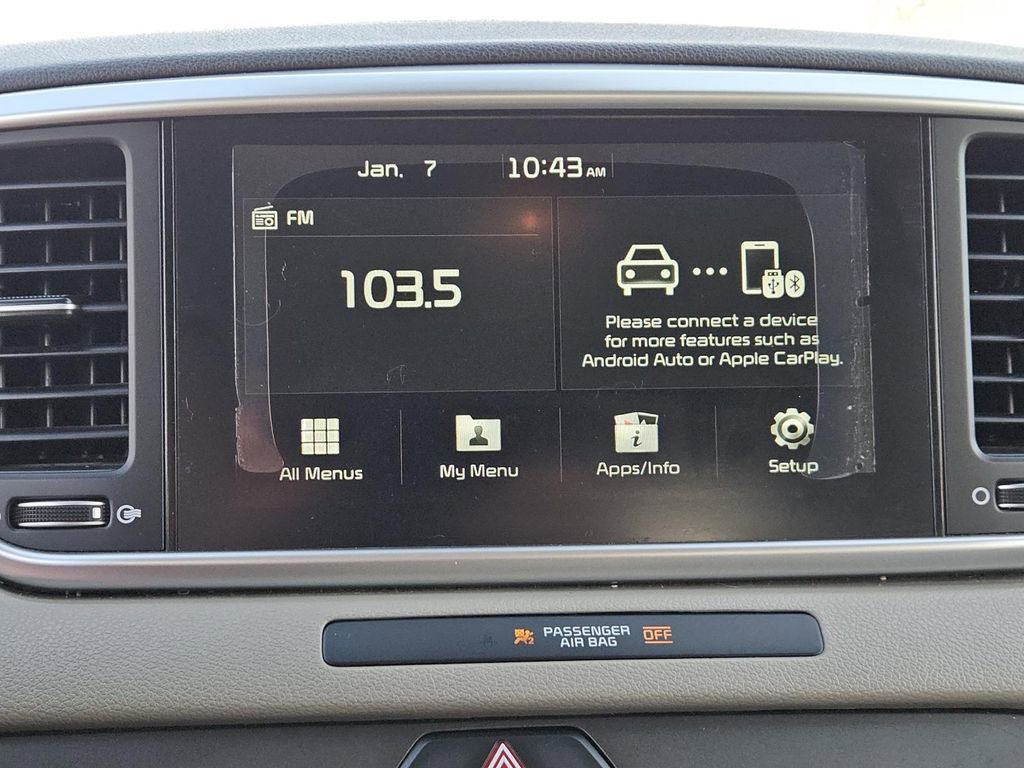 Jan. 7 10:43 AM
FM
103.5
Please connect a device
for more features such as
Android Auto or Apple CarPlay.
All Menus My Menu Apps/Info Setup
PASSENGER
AIR BAG OFF